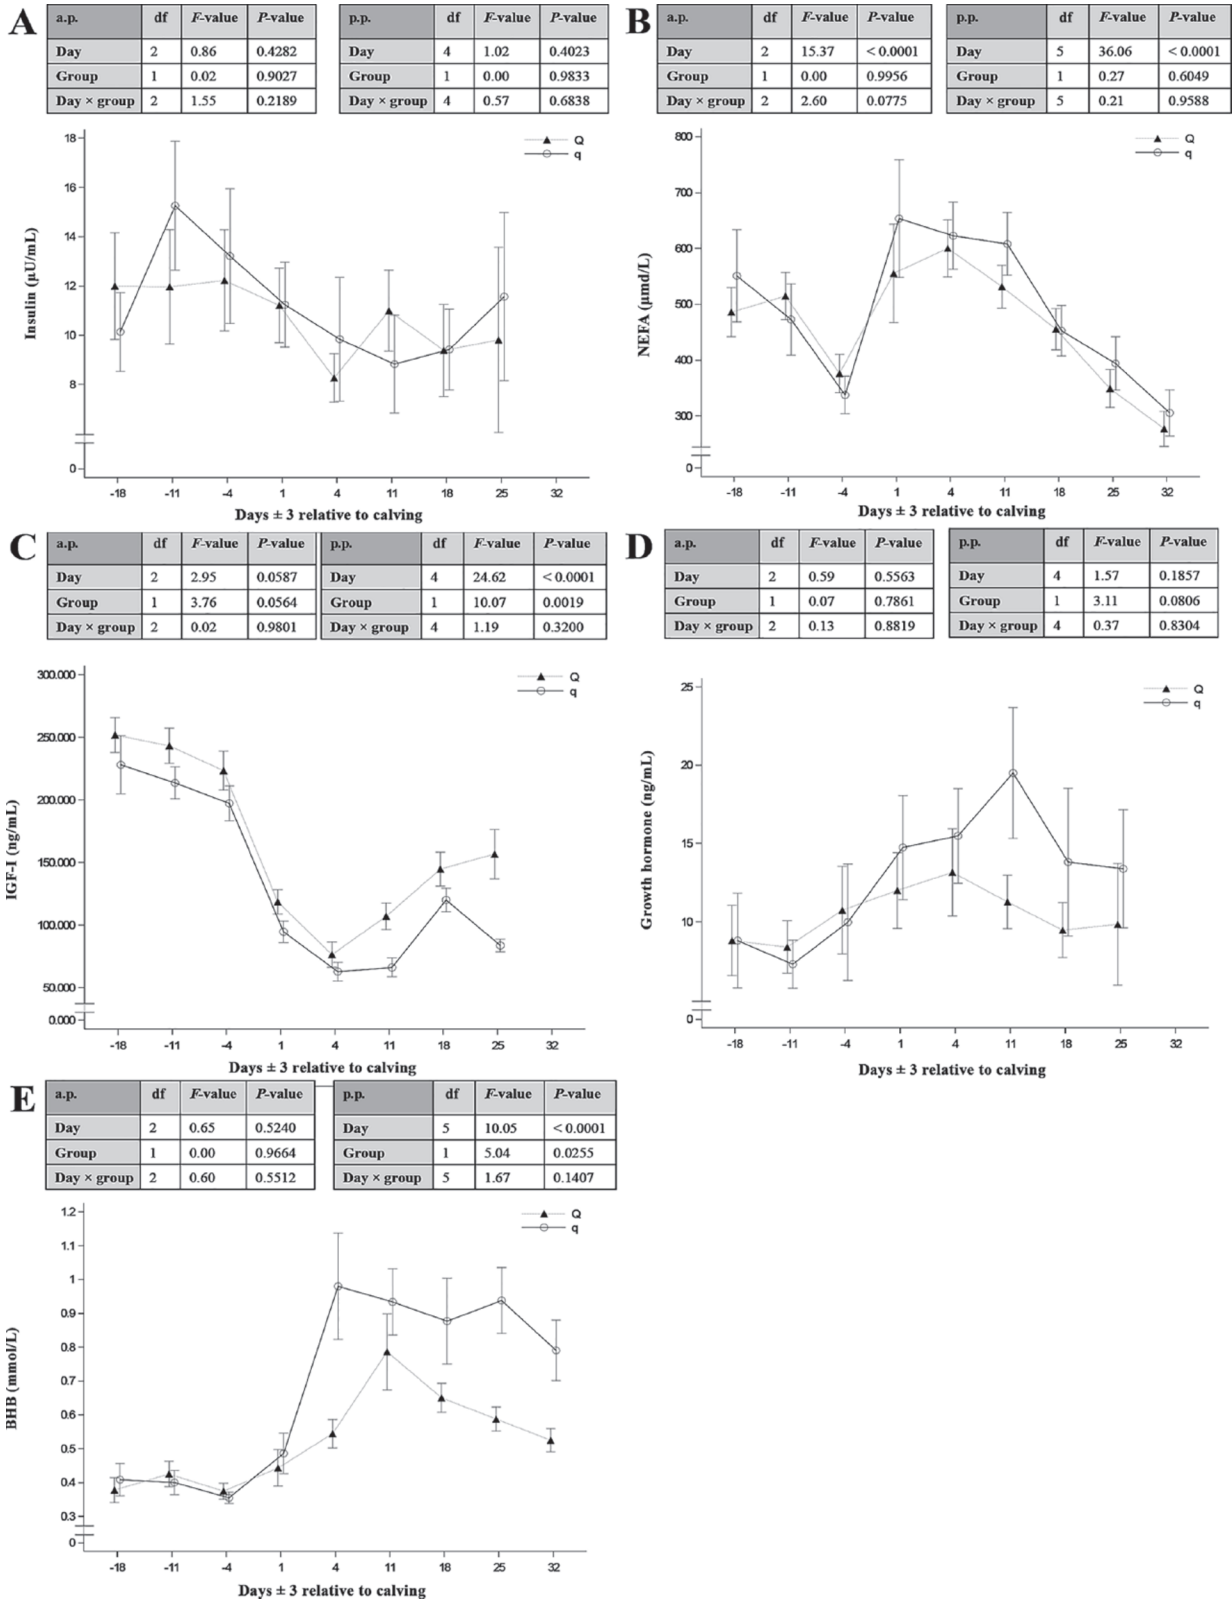 A
a.p. df F-value P-value
Day 2 0.86 0.4282
Group 1 0.02 0.9027
Day × group 2 1.55 0.2189
p.p. df F-value P-value
Day 4 1.02 0.4023
Group 1 0.00 0.9833
Day × group 4 0.57 0.6838
Q
q
18
16
14
12
10
8
0
Insulin (µU/mL)
-18 -11 -4 1 4 11 18 25 32
Days ± 3 relative to calving
B
a.p. df F-value P-value
Day 2 15.37 < 0.0001
Group 1 0.00 0.9956
Day × group 2 2.60 0.0775
p.p. df F-value P-value
Day 5 36.06 < 0.0001
Group 1 0.27 0.6049
Day × group 5 0.21 0.9588
Q
q
800
700
600
500
400
300
0
NEFA (µmd/L)
-18 -11 -4 1 4 11 18 25 32
Days ± 3 relative to calving
C
a.p. df F-value P-value
Day 2 2.95 0.0587
Group 1 3.76 0.0564
Day × group 2 0.02 0.9801
p.p. df F-value P-value
Day 4 24.62 < 0.0001
Group 1 10.07 0.0019
Day × group 4 1.19 0.3200
Q
q
300.000
250.000
200.000
150.000
100.000
50.000
0.000
IGF-I (ng/mL)
-18 -11 -4 1 4 11 18 25 32
Days ± 3 relative to calving
D
a.p. df F-value P-value
Day 2 0.59 0.5563
Group 1 0.07 0.7861
Day × group 2 0.13 0.8819
p.p. df F-value P-value
Day 4 1.57 0.1857
Group 1 3.11 0.0806
Day × group 4 0.37 0.8304
Q
q
25
20
15
10
0
Growth hormone (ng/mL)
-18 -11 -4 1 4 11 18 25 32
Days ± 3 relative to calving
E
a.p. df F-value P-value
Day 2 0.65 0.5240
Group 1 0.00 0.9664
Day × group 2 0.60 0.5512
p.p. df F-value P-value
Day 5 10.05 < 0.0001
Group 1 5.04 0.0255
Day × group 5 1.67 0.1407
Q
q
1.2
1.1
1
0.9
0.8
0.7
0.6
0.5
0.4
0.3
0
BHB (mmol/L)
-18 -11 -4 1 4 11 18 25 32
Days ± 3 relative to calving